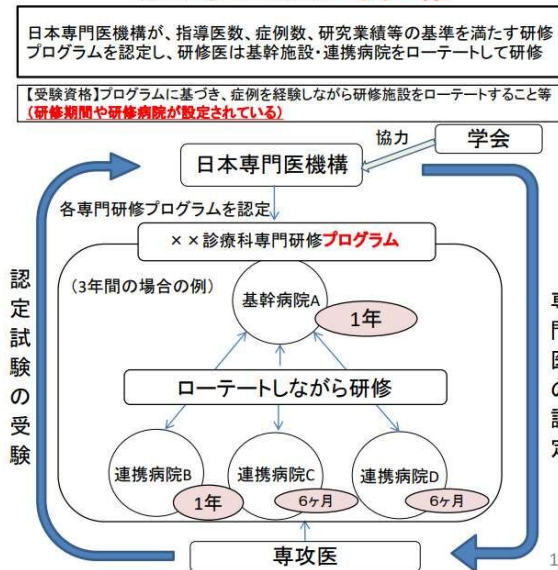 日本専門医機構が、指導医数、症例数、研究業績等の基準を満たす研修
プログラムを認定し、研修医は基幹施設・連携病院をローテートして研修
【受験資格】プログラムに基づき、症例を経験しながら研修施設をローテートすること等
(研修期間や研修病院が設定されている)
協力
学会
日本専門医機構
各専門研修プログラムを認定
××診療科専門研修プログラム
(3年間の場合の例)
基幹病院A
1年
ローテートしながら研修
連携病院B
1年
連携病院C
6ヶ月
連携病院D
6ヶ月
専攻医
認定試験の受験
専門医の認定
1